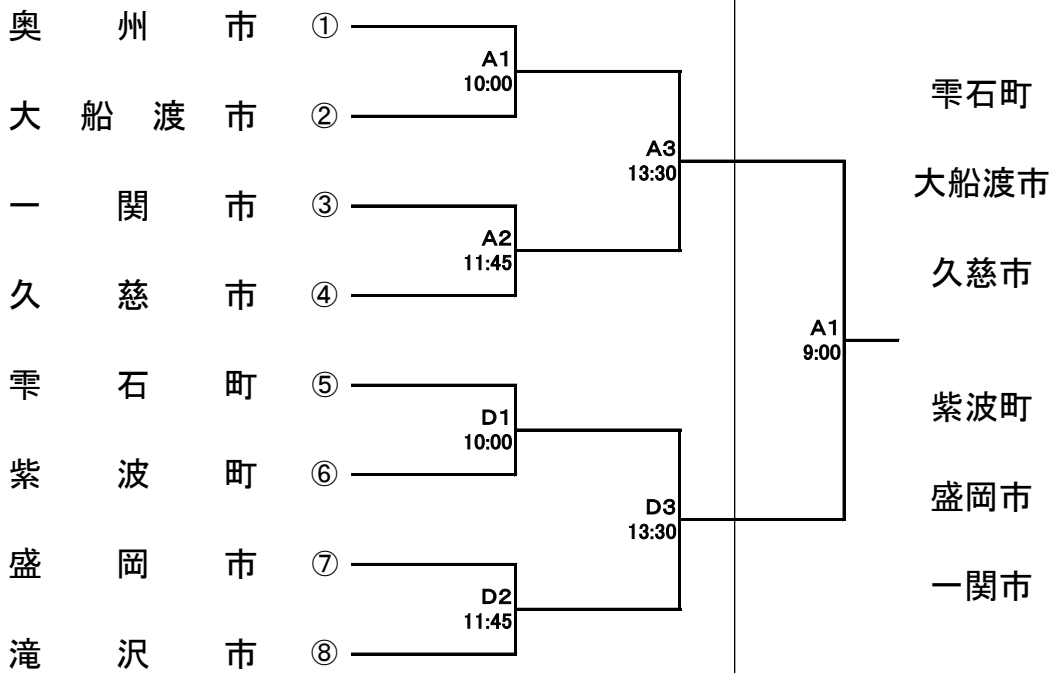 奥州市 ①
A1
10:00
大船渡市 ②
A3
13:30
一関市 ③
A2
11:45
久慈市 ④
A1
9:00
雫石町 ⑤
D1
10:00
紫波町 ⑥
D3
13:30
盛岡市 ⑦
D2
11:45
滝沢市 ⑧
雫石町
大船渡市
久慈市
紫波町
盛岡市
一関市